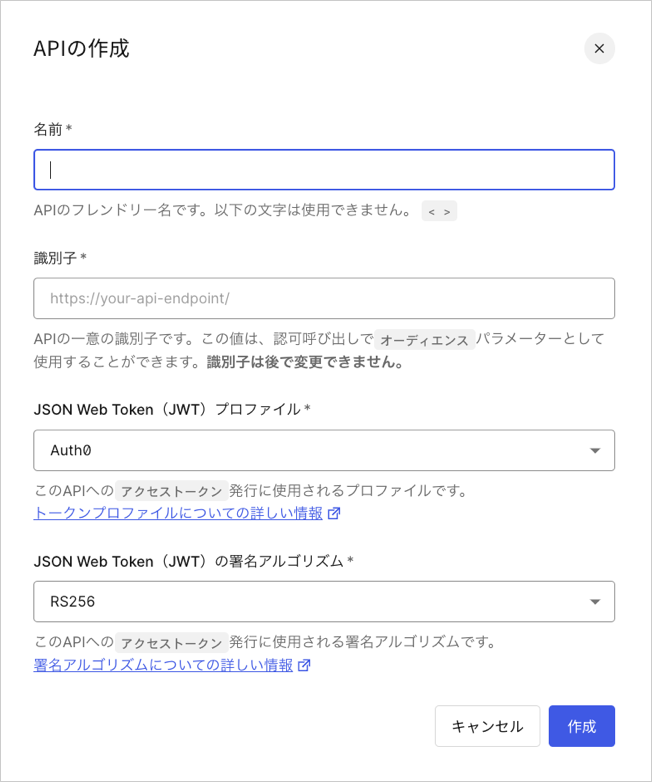 APIの作成
名前*
APIのフレンドリー名です。以下の文字は使用できません。 < >
識別子*
https://your-api-endpoint/
APIの一意の識別子です。この値は、認可呼び出しでオーディエンスパラメーターとして
使用することができます。識別子は後で変更できません。
JSON Web Token（JWT）プロファイル*
Auth0
このAPIへのアクセストークン発行に使用されるプロファイルです。
トークンプロファイルについての詳しい情報
JSON Web Token（JWT）の署名アルゴリズム*
RS256
このAPIへのアクセストークン発行に使用される署名アルゴリズムです。
署名アルゴリズムについての詳しい情報
キャンセル 作成